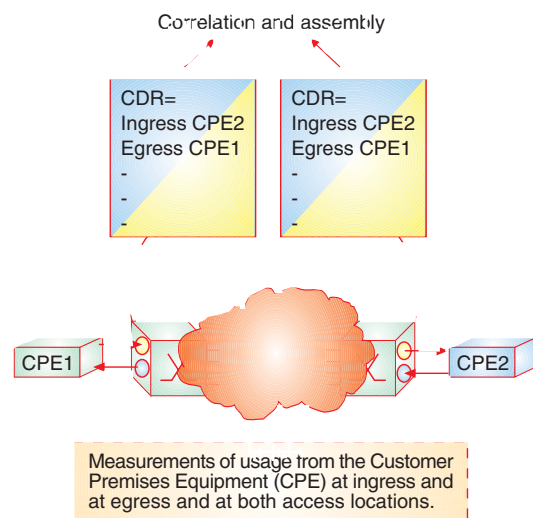 Correlation and assembly
CDR=
Ingress CPE2
Egress CPE1
-
-
-
CDR=
Ingress CPE2
Egress CPE1
-
-
-
CPE1
CPE2
Measurements of usage from the Customer
Premises Equipment (CPE) at ingress and
at egress and at both access locations.